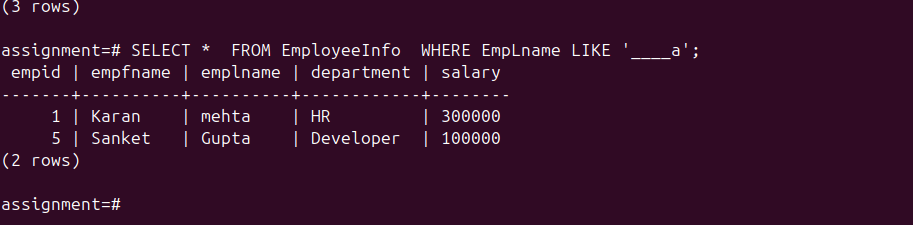 (3 rows)
assignment=# SELECT *  FROM EmployeeInfo  WHERE EmpLname LIKE '____a';
 empid | empfname | emplname | department | salary
-------+----------+----------+------------+--------
     1 | Karan    | mehta    | HR         | 300000
     5 | Sanket   | Gupta    | Developer  | 100000
(2 rows)
assignment=#